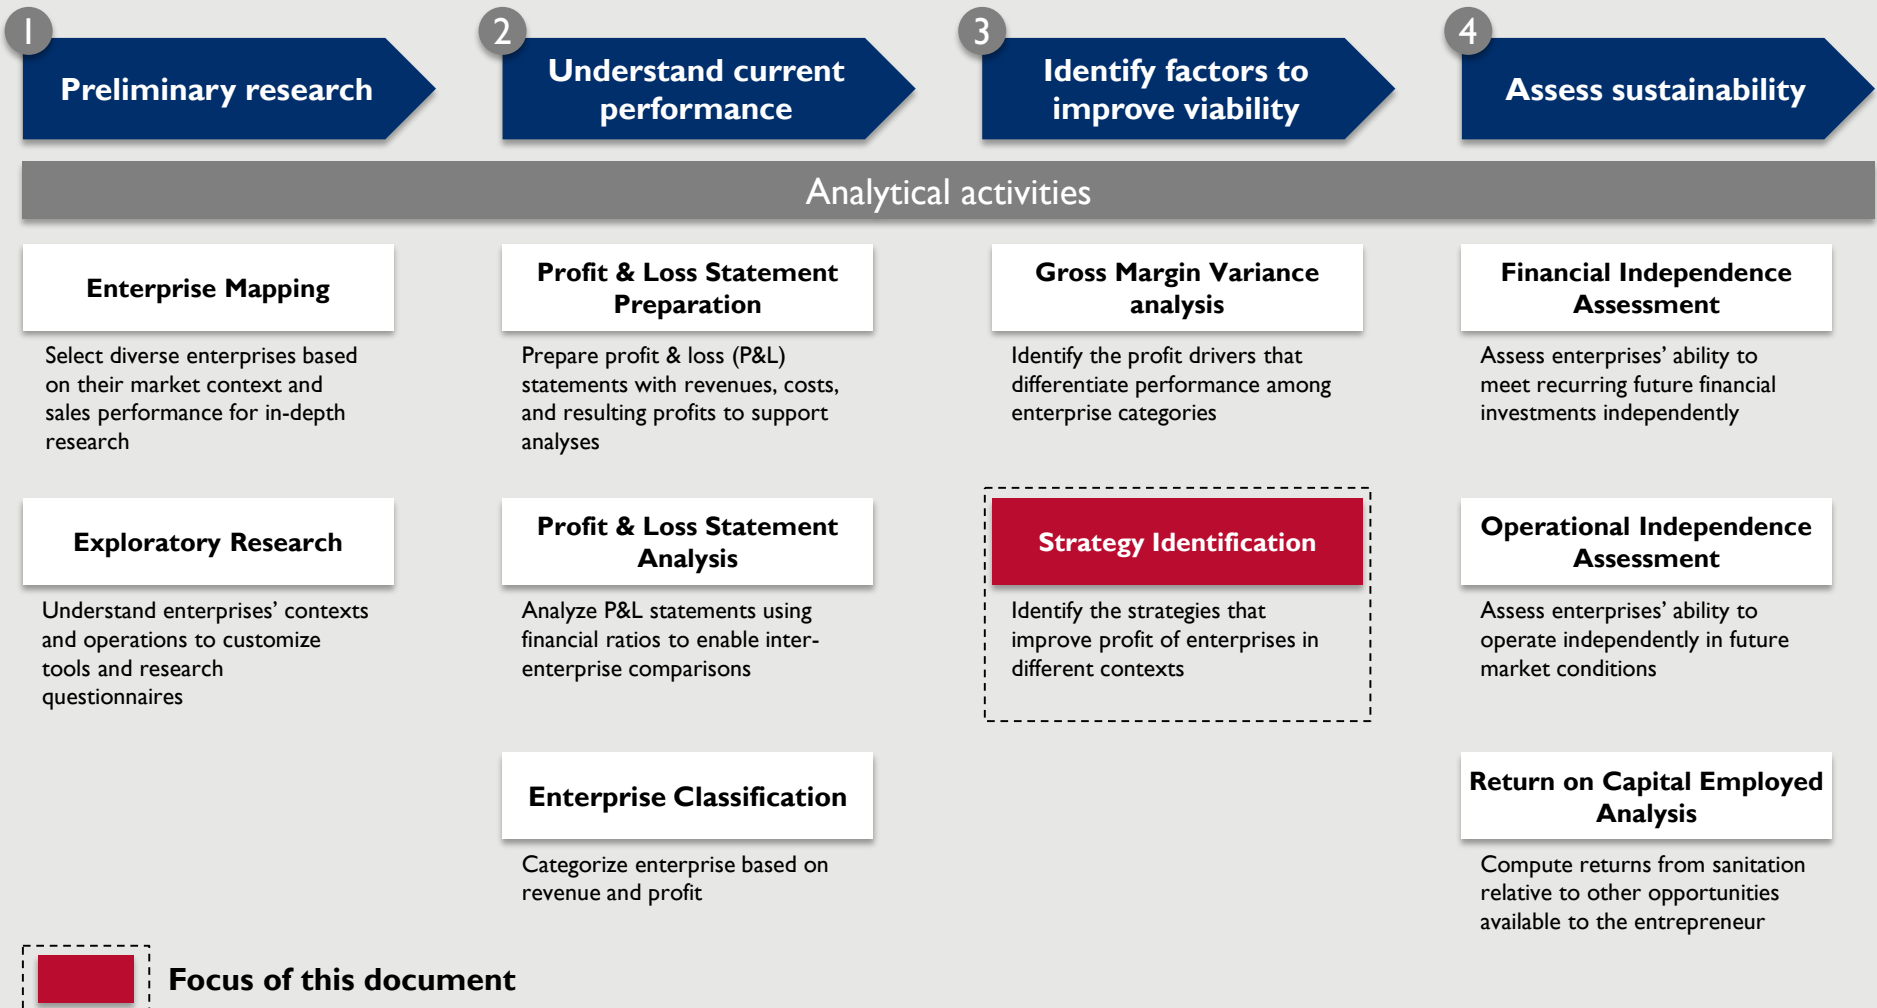 1
Preliminary research
2
Understand current
performance
3
Identify factors to
improve viability
4
Assess sustainability
Analytical activities
Enterprise Mapping
Select diverse enterprises based
on their market context and
sales performance for in-depth
research
Exploratory Research
Understand enterprises’ contexts
and operations to customize
tools and research
questionnaires
Profit & Loss Statement
Preparation
Prepare profit & loss (P&L)
statements with revenues, costs,
and resulting profits to support
analyses
Profit & Loss Statement
Analysis
Analyze P&L statements using
financial ratios to enable inter-
enterprise comparisons
Enterprise Classification
Categorize enterprise based on
revenue and profit
Gross Margin Variance
analysis
Identify the profit drivers that
differentiate performance among
enterprise categories
Strategy Identification
Identify the strategies that
improve profit of enterprises in
different contexts
Financial Independence
Assessment
Assess enterprises’ ability to
meet recurring future financial
investments independently
Operational Independence
Assessment
Assess enterprises’ ability to
operate independently in future
market conditions
Return on Capital Employed
Analysis
Compute returns from sanitation
relative to other opportunities
available to the entrepreneur
Focus of this document